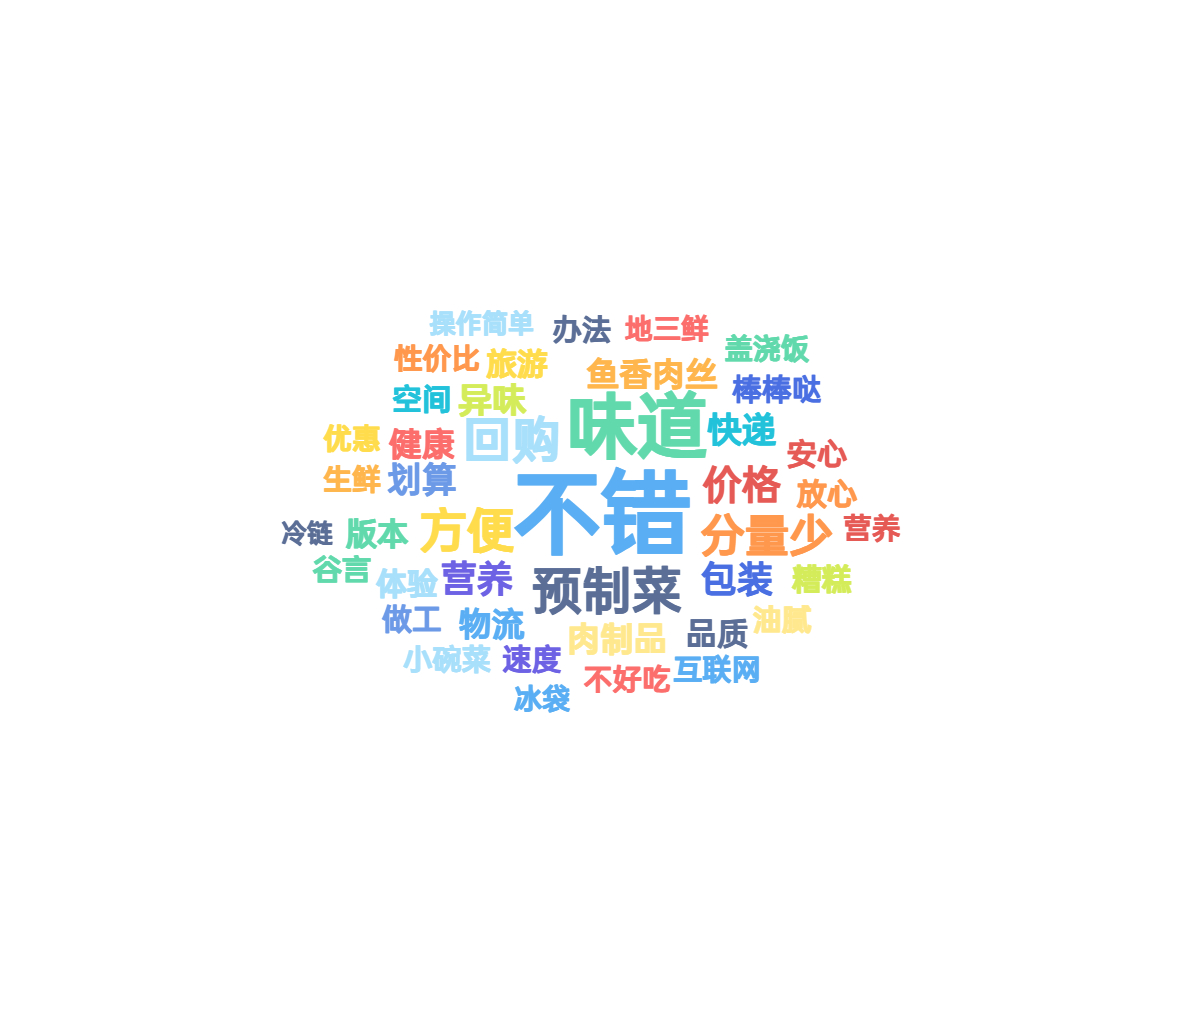 操作简单
办法
地三鲜
盖浇饭
性价比
旅游
鱼香肉丝
棒棒哒
空间
异味
味道
快递
优惠
健康
回购
安心
生鲜
划算
不错
价格
放心
冷链
版本
方便
分量少
营养
谷言
体验
营养
预制菜
包装
糟糕
做工
物流
肉制品
品质
油腻
小碗菜
速度
不好吃
互联网
冰袋